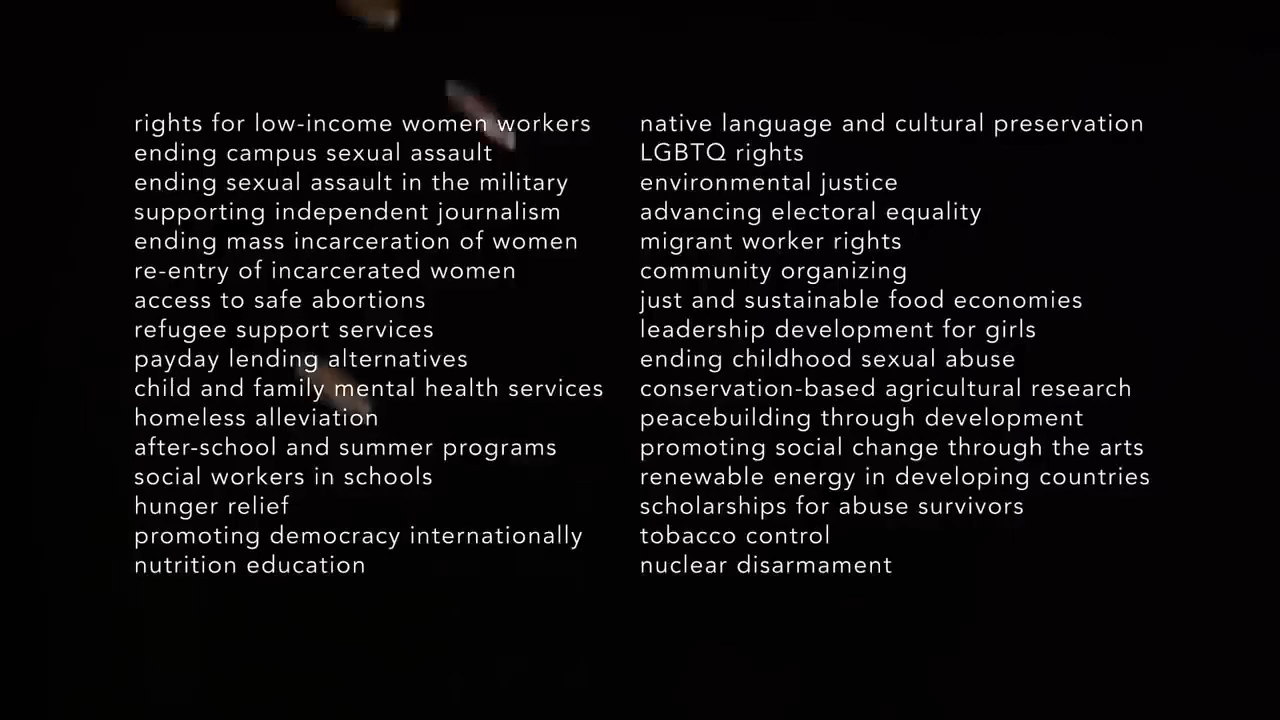 rights for low-income women workers
ending campus sexual assault
ending sexual assault in the military
supporting independent journalism
ending mass incarceration of women
re-entry of incarcerated women
access to safe abortions
refugee support services
payday lending alternatives
child and family mental health services
homeless alleviation
after-school and summer programs
social workers in schools
hunger relief
promoting democracy internationally
nutrition education
native language and cultural preservation
LGBTQ rights
environmental justice
advancing electoral equality
migrant worker rights
community organizing
just and sustainable food economies
leadership development for girls
ending childhood sexual abuse
conservation-based agricultural research
peacebuilding through development
promoting social change through the arts
renewable energy in developing countries
scholarships for abuse survivors
tobacco control
nuclear disarmament